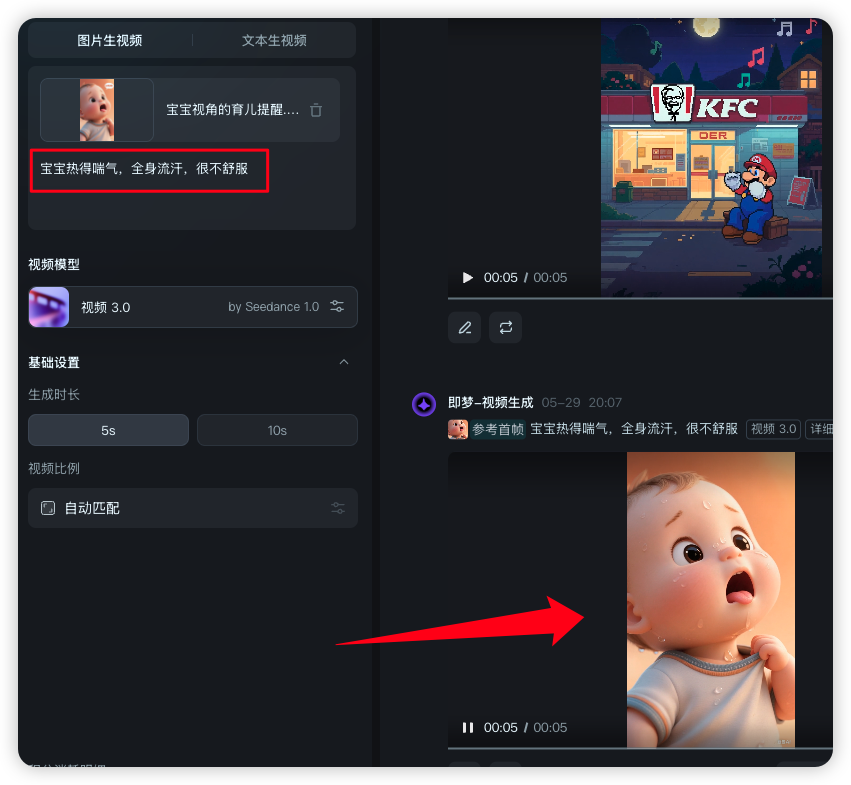 图片生视频
文本生视频
宝宝视角的育儿提醒....
宝宝热得喘气，全身流汗，很不舒服
视频模型
视频 3.0
by Seedance 1.0
基础设置
生成时长
5s
10s
视频比例
自动匹配
KFC
DER
00:05 / 00:05
即梦-视频生成 05-29 20:07
参考首帧 宝宝热得喘气，全身流汗，很不舒服 视频 3.0 详细
00:05 / 00:05